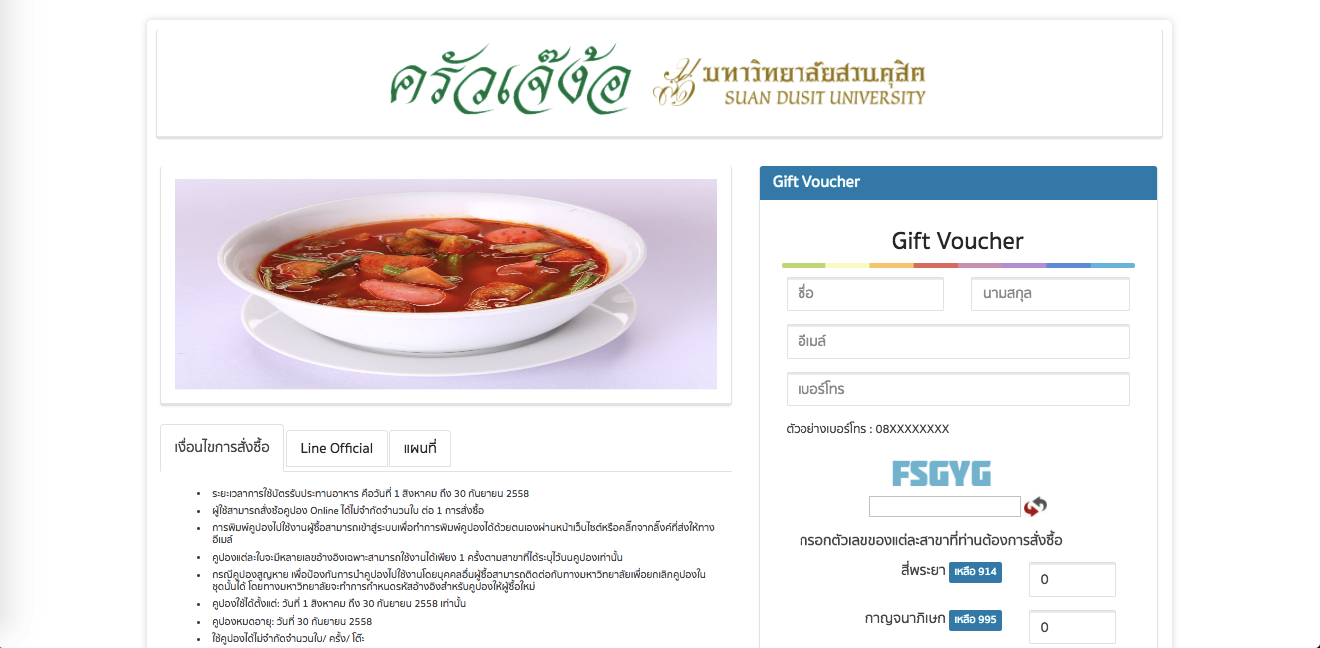 ครัวเจ๊ง้อ
มหาวิทยาลัยสวนดุสิต
SUAN DUSIT UNIVERSITY
Gift Voucher
Gift Voucher
ชื่อ
นามสกุล
อีเมล์
เบอร์โทร
ตัวอย่างเบอร์โทร : 08XXXXXXXX
FSGYG
กรอกตัวเลขของแต่ละสาขาที่ท่านต้องการสั่งซื้อ
สี่พระยา เหลือ 914 0
กาญจนาภิเษก เหลือ 995 0
เงื่อนไขการสั่งซื้อ
Line Official
แผนที่
ระยะเวลาการใช้บัตรรับประทานอาหาร คือวันที่ 1 สิงหาคม ถึง 30 กันยายน 2558
ผู้ใช้สามารถสั่งซื้อคูปอง Online ได้ไม่จำกัดจำนวนใบ ต่อ 1 การสั่งซื้อ
การพิมพ์คูปองไปใช้งานผู้ซื้อสามารถเข้าสู่ระบบเพื่อทำการพิมพ์คูปองได้ด้วยตนเองผ่านหน้าเว็บไซต์หรือคลิ๊กจากลิ๊งค์ที่ส่งให้ทาง
อีเมล์
คูปองแต่ละใบจะมีหลายเลขอ้างอิงเฉพาะสามารถใช้งานได้เพียง 1 ครั้งตามสาขาที่ได้ระบุไว้บนคูปองเท่านั้น
กรณีคูปองสูญหาย เพื่อป้องกันการนำคูปองไปใช้งานโดยบุคคลอื่นผู้ซื้อสามารถติดต่อกับทางมหาวิทยาลัยเพื่อยกเลิกคูปองใน
ชุดนั้นได้ โดยทางมหาวิทยาลัยจะทำการกำหนดรหัสอ้างอิงสำหรับคูปองให้ผู้ซื้อใหม่
คูปองใช้ได้ตั้งแต่: วันที่ 1 สิงหาคม ถึง 30 กันยายน 2558 เท่านั้น
คูปองหมดอายุ: วันที่ 30 กันยายน 2558
ใช้คูปองได้ไม่จำกัดจำนวนใบ/ ครั้ง/ โต๊ะ